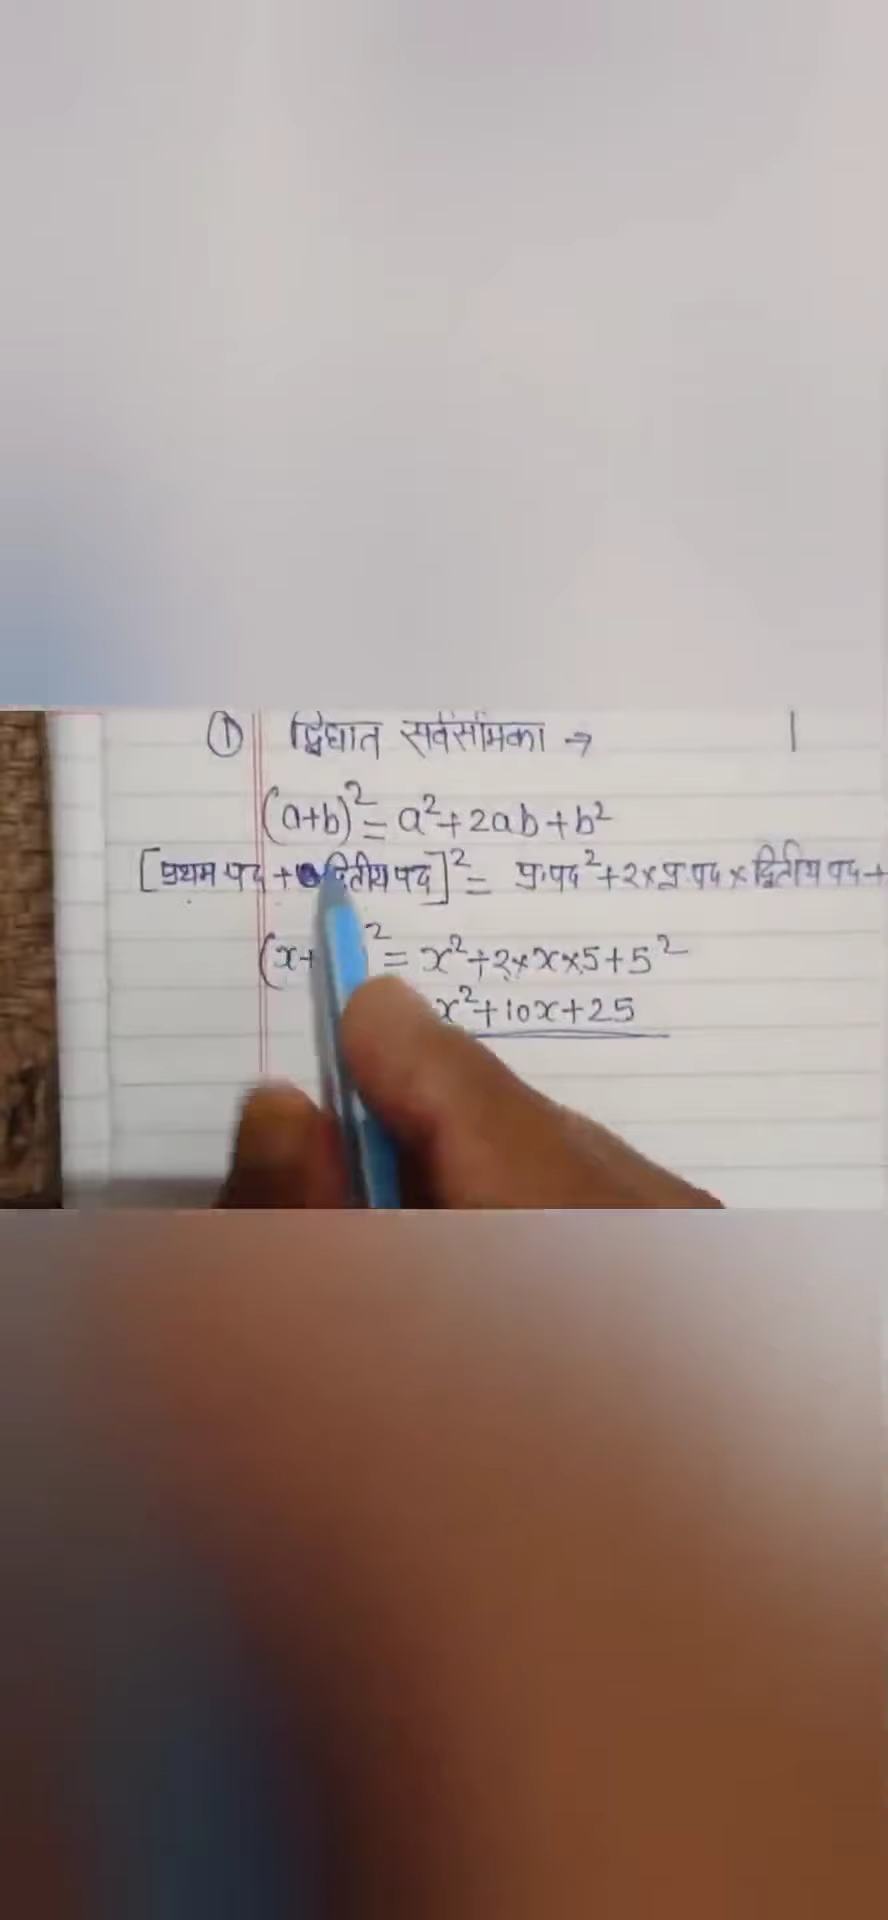 ① द्विघात सर्वसमिका →
(a+b)² = a²+2ab+b²
[प्रथम पद + द्वितीय पद]² = प्र.पद²+2×प्र.पद×द्वितीय पद+
(x+ )² = x²+2×x×5+5²
x²+10x+25